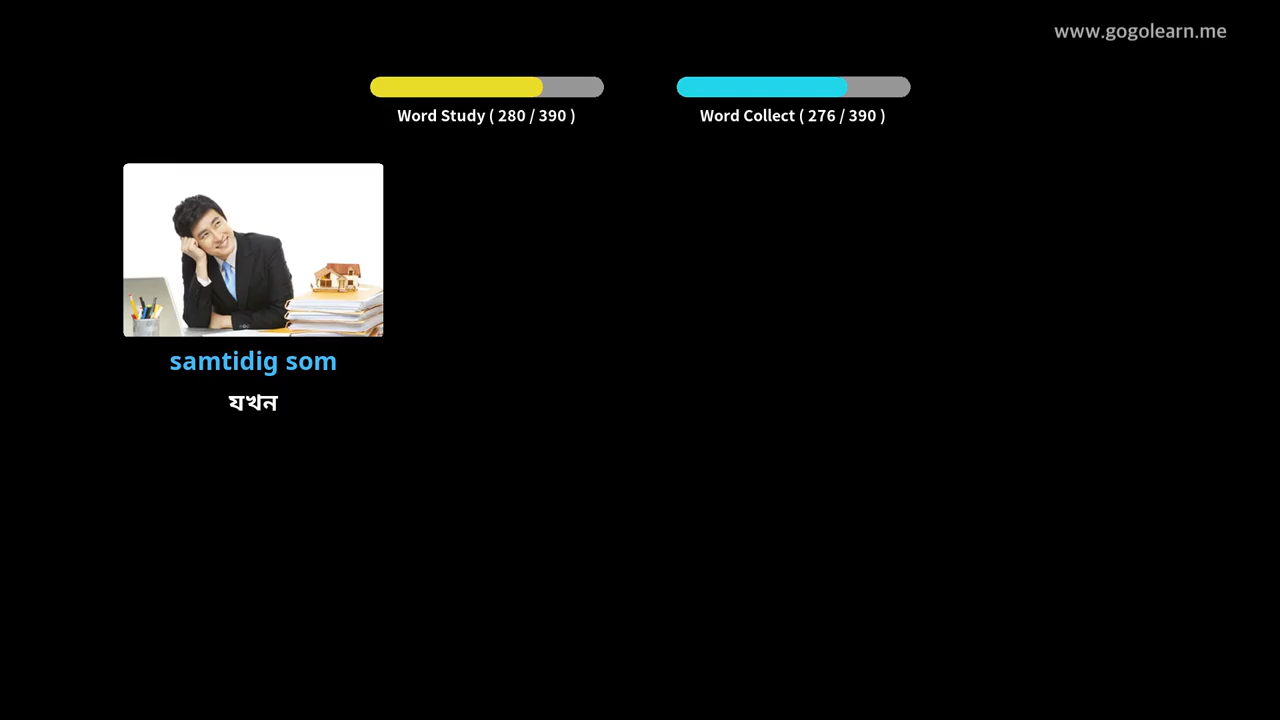 www.gogolearn.me
Word Study ( 280 / 390 )
Word Collect ( 276 / 390 )
samtidig som
যখন